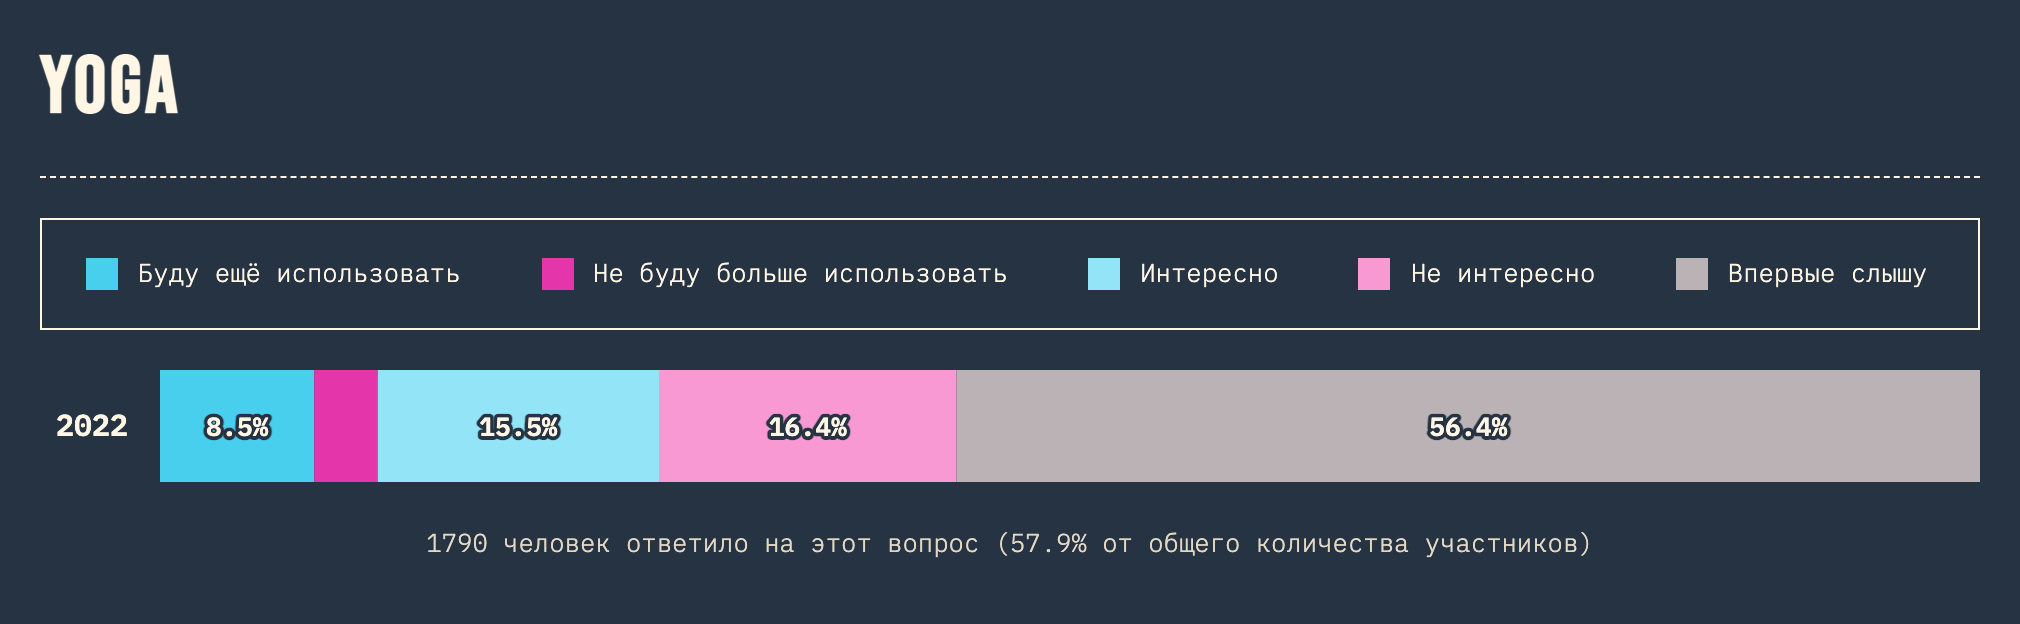 YOGA
Буду ещё использовать Не буду больше использовать Интересно Не интересно Впервые слышу
2022 8.5% 15.5% 16.4% 56.4%
1790 человек ответило на этот вопрос (57.9% от общего количества участников)